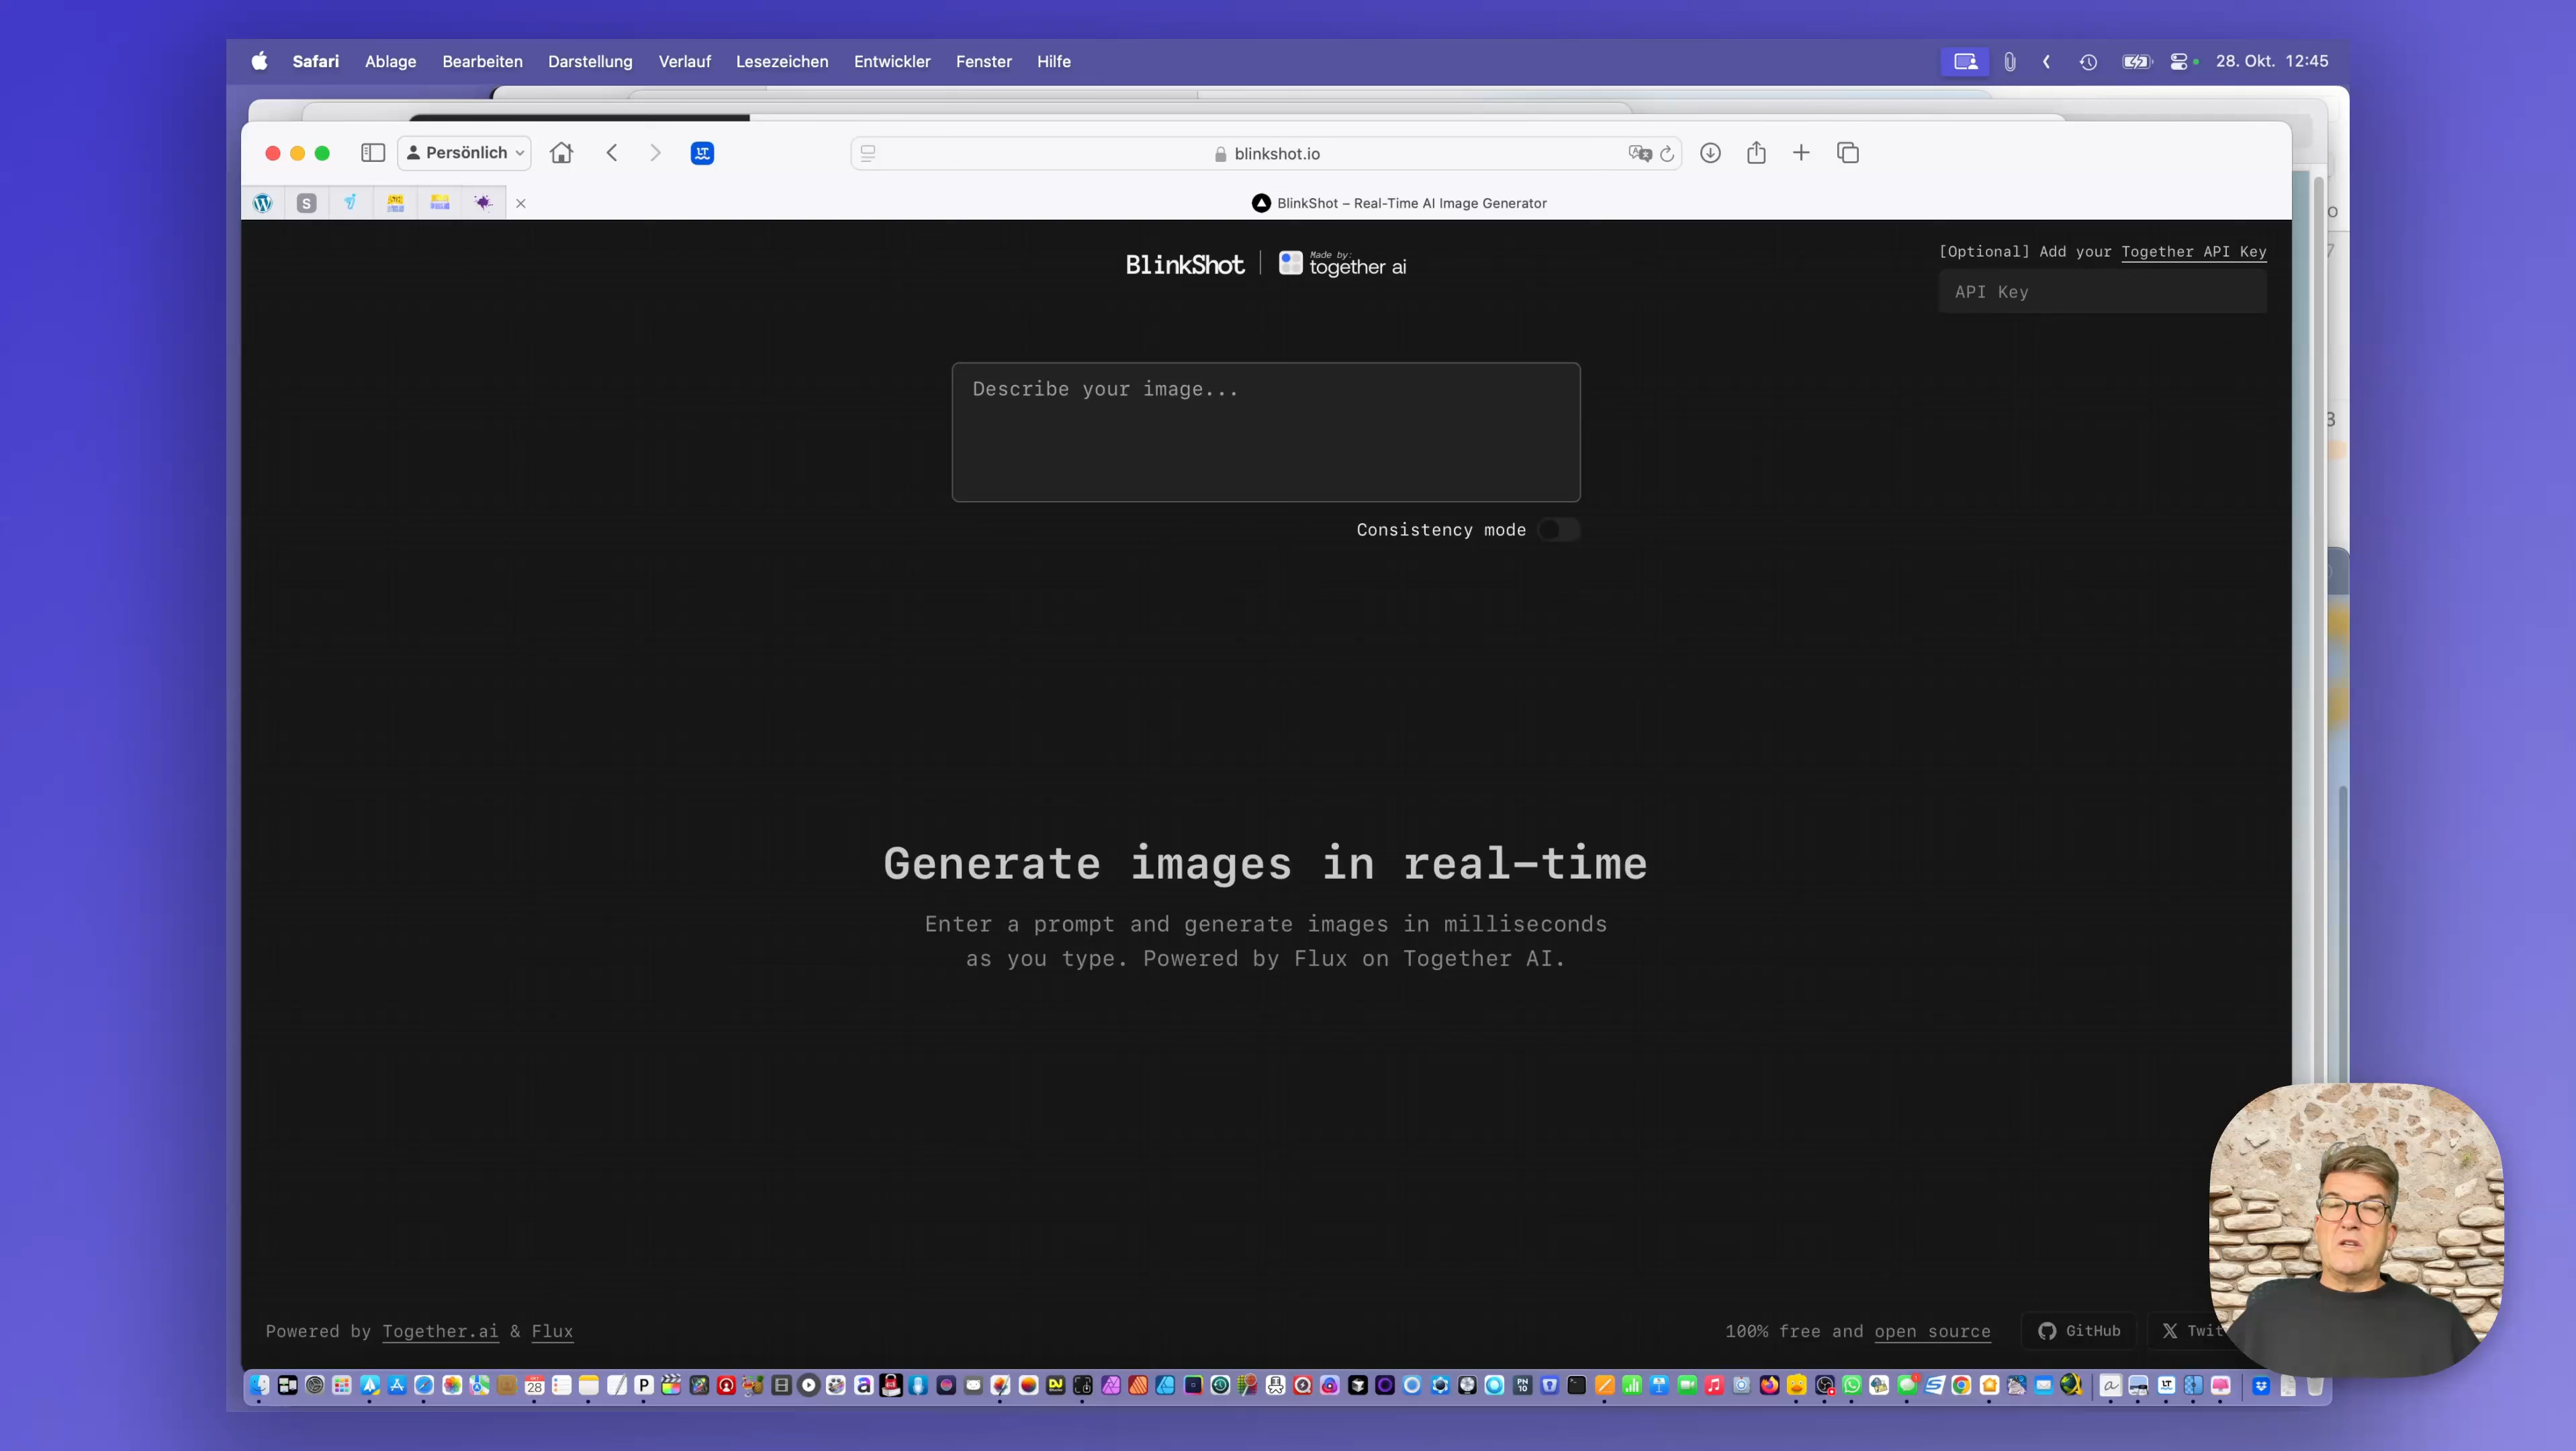 Safari Ablage Bearbeiten Darstellung Verlauf Lesezeichen Entwickler Fenster Hilfe 28. Okt. 12:45
Persönlich blinkshot.io
BlinkShot – Real-Time AI Image Generator
BlinkShot Made by: together ai
[Optional] Add your Together API Key
API Key
Describe your image...
Consistency mode
Generate images in real-time
Enter a prompt and generate images in milliseconds
as you type. Powered by Flux on Together AI.
Powered by Together.ai & Flux 100% free and open source GitHub Twit